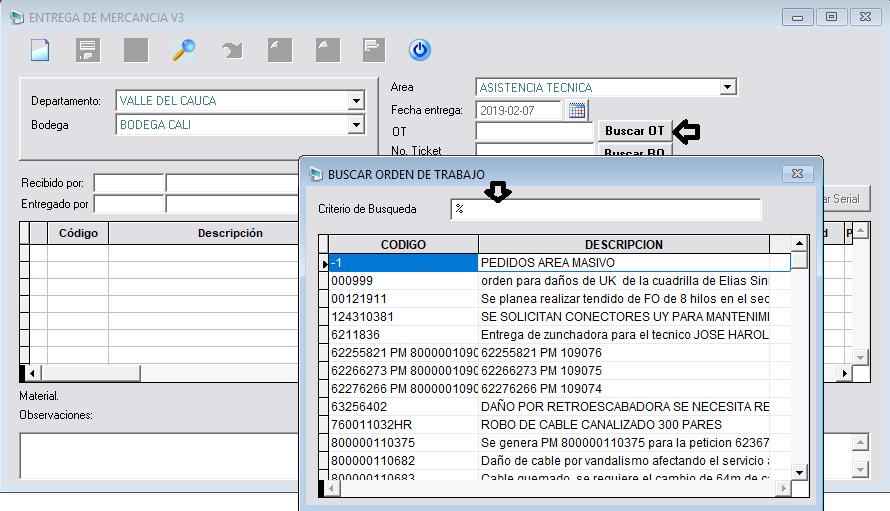 ENTREGA DE MERCANCIA V3
Departamento: VALLE DEL CAUCA
Bodega BODEGA CALI
Area ASISTENCIA TECNICA
Fecha entrega: 2019-02-07
OT Buscar OT
No. Ticket Buscar RO
Recibido por:
Entregado por
Serial
Código Descripción
Material.
Observaciones:
BUSCAR ORDEN DE TRABAJO
Criterio de Busqueda %
CODIGO DESCRIPCION
-1 PEDIDOS AREA MASIVO
000999 orden para daños de UK de la cuadrilla de Elias Sini
00121911 Se planea realizar tendido de FO de 8 hilos en el sec
124310381 SE SOLICITAN CONECTORES UY PARA MANTENIMI
6211836 Entrega de zunchadora para el tecnico JOSE HAROL
62255821 PM 8000001090 62255821 PM 109076
62266273 PM 8000001090 62266273 PM 109075
62276266 PM 8000001090 62276266 PM 109074
63256402 DAÑO POR RETROESCABADORA SE NECESITA RE
760011032HR ROBO DE CABLE CANALIZADO 300 PARES
800000110375 Se genera PM 800000110375 para la peticion 62367
800000110682 Daño de cable por vandalismo afectando el servicio a
800000110683 Cable quemado, se requiere el cambio de 64m de ca